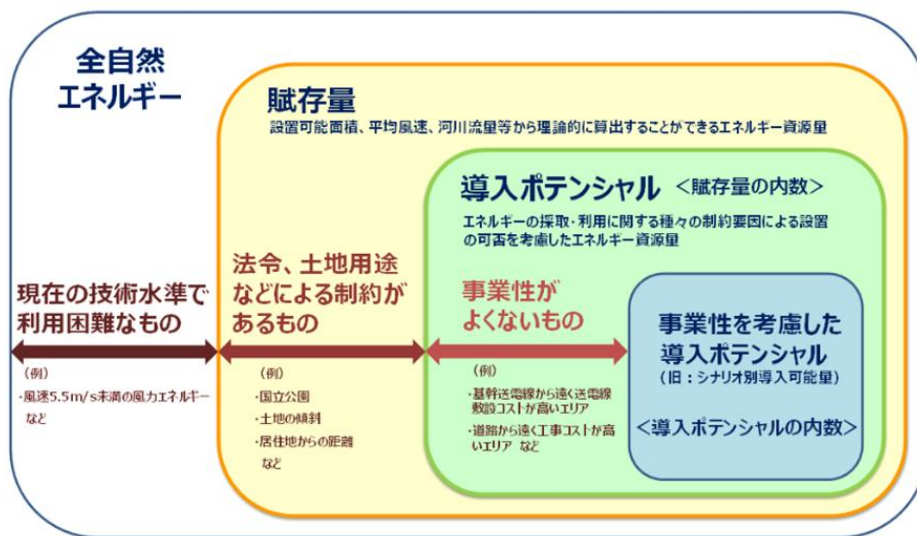 全自然
エネルギー
賦存量
設置可能面積、平均風速、河川流量等から理論的に算出することができるエネルギー資源量
導入ポテンシャル <賦存量の内数>
エネルギーの採取・利用に関する種々の制約要因による設置
の可否を考慮したエネルギー資源量
現在の技術水準で
利用困難なもの
(例)
・風速5.5m/s未満の風力エネルギー
など
法令、土地用途
などによる制約が
あるもの
(例)
・国立公園
・土地の傾斜
・居住地からの距離
など
事業性が
よくないもの
(例)
・基幹送電線から遠く送電線
敷設コストが高いエリア
・道路から遠く工事コストが高
いエリア など
事業性を考慮した
導入ポテンシャル
(旧：シナリオ別導入可能量)
<導入ポテンシャルの内数>